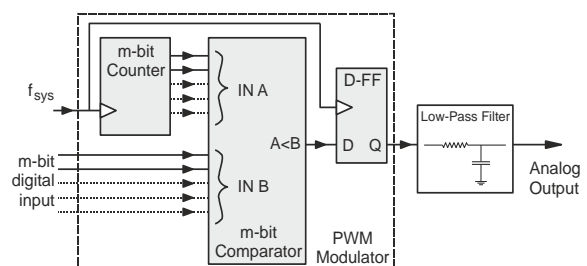 m-bit
Counter
f_sys
IN A
D-FF
Low-Pass Filter
A<B
D Q
m-bit
digital
input
IN B
Analog
Output
m-bit
Comparator
PWM
Modulator